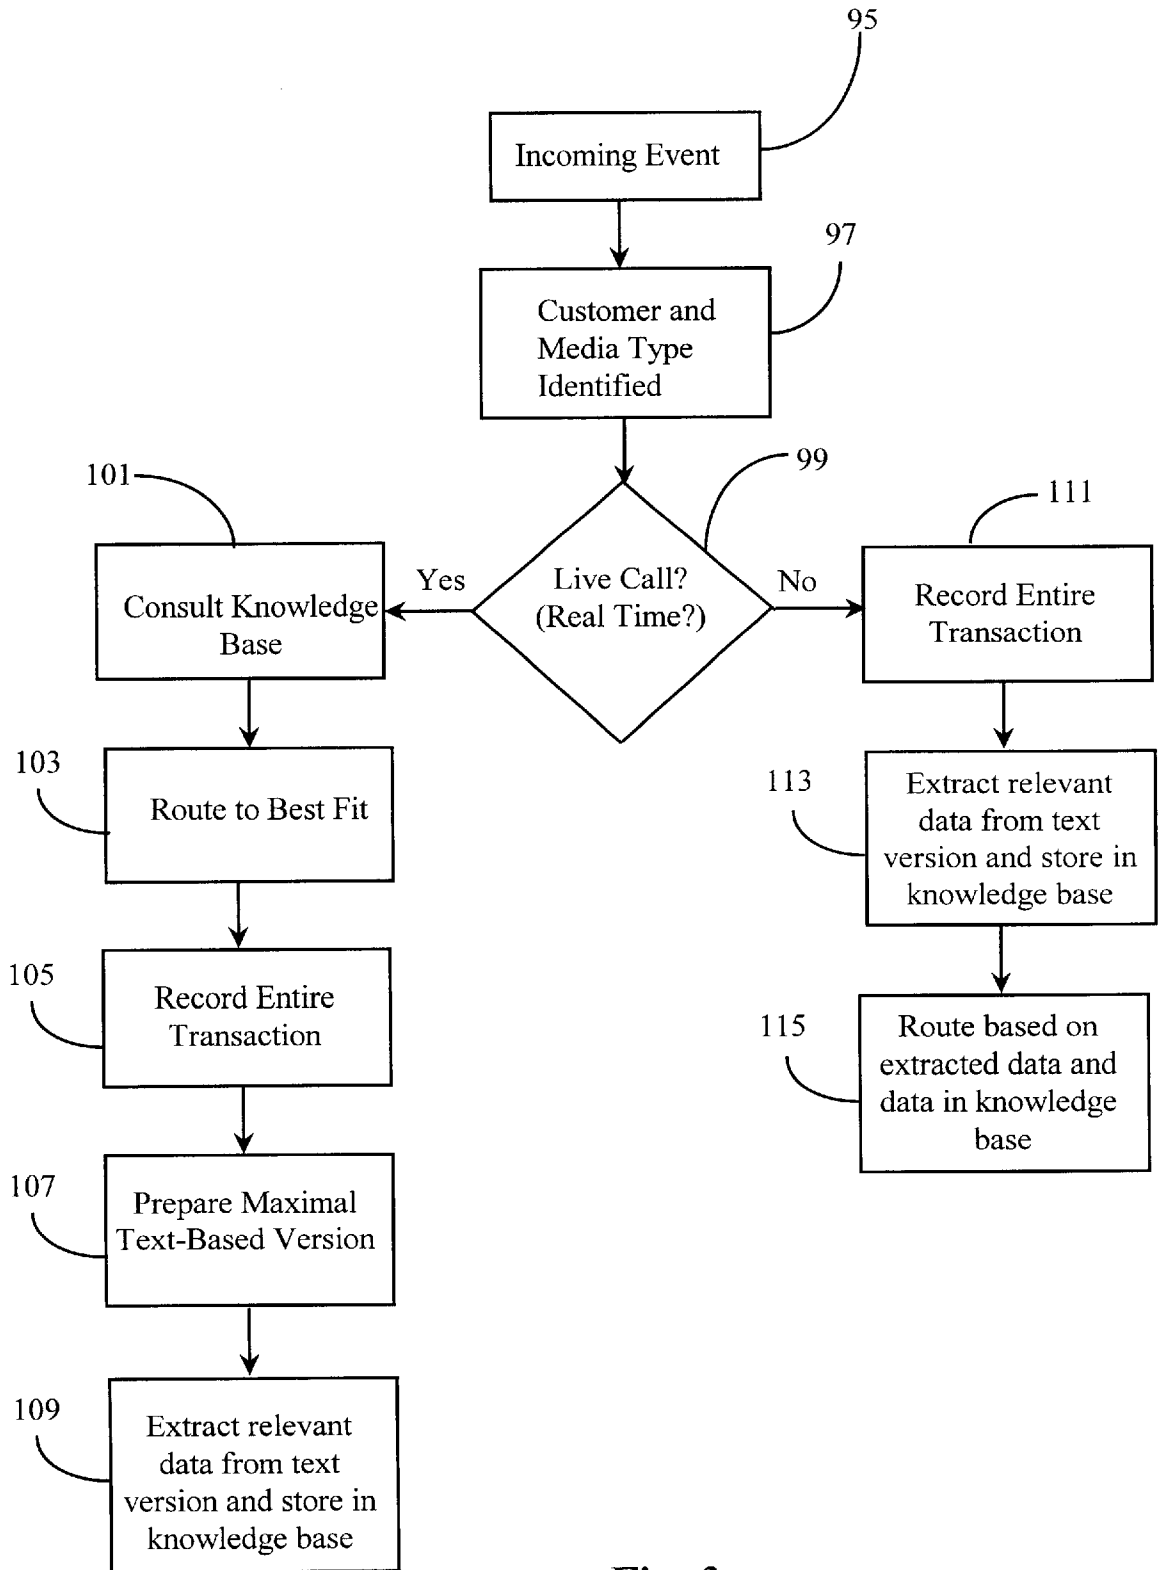 95
Incoming Event
97
Customer and
Media Type
Identified
99
Live Call?
(Real Time?)
Yes
No
101
Consult Knowledge
Base
103
Route to Best Fit
105
Record Entire
Transaction
107
Prepare Maximal
Text-Based Version
109
Extract relevant
data from text
version and store in
knowledge base
111
Record Entire
Transaction
113
Extract relevant
data from text
version and store in
knowledge base
115
Route based on
extracted data and
data in knowledge
base